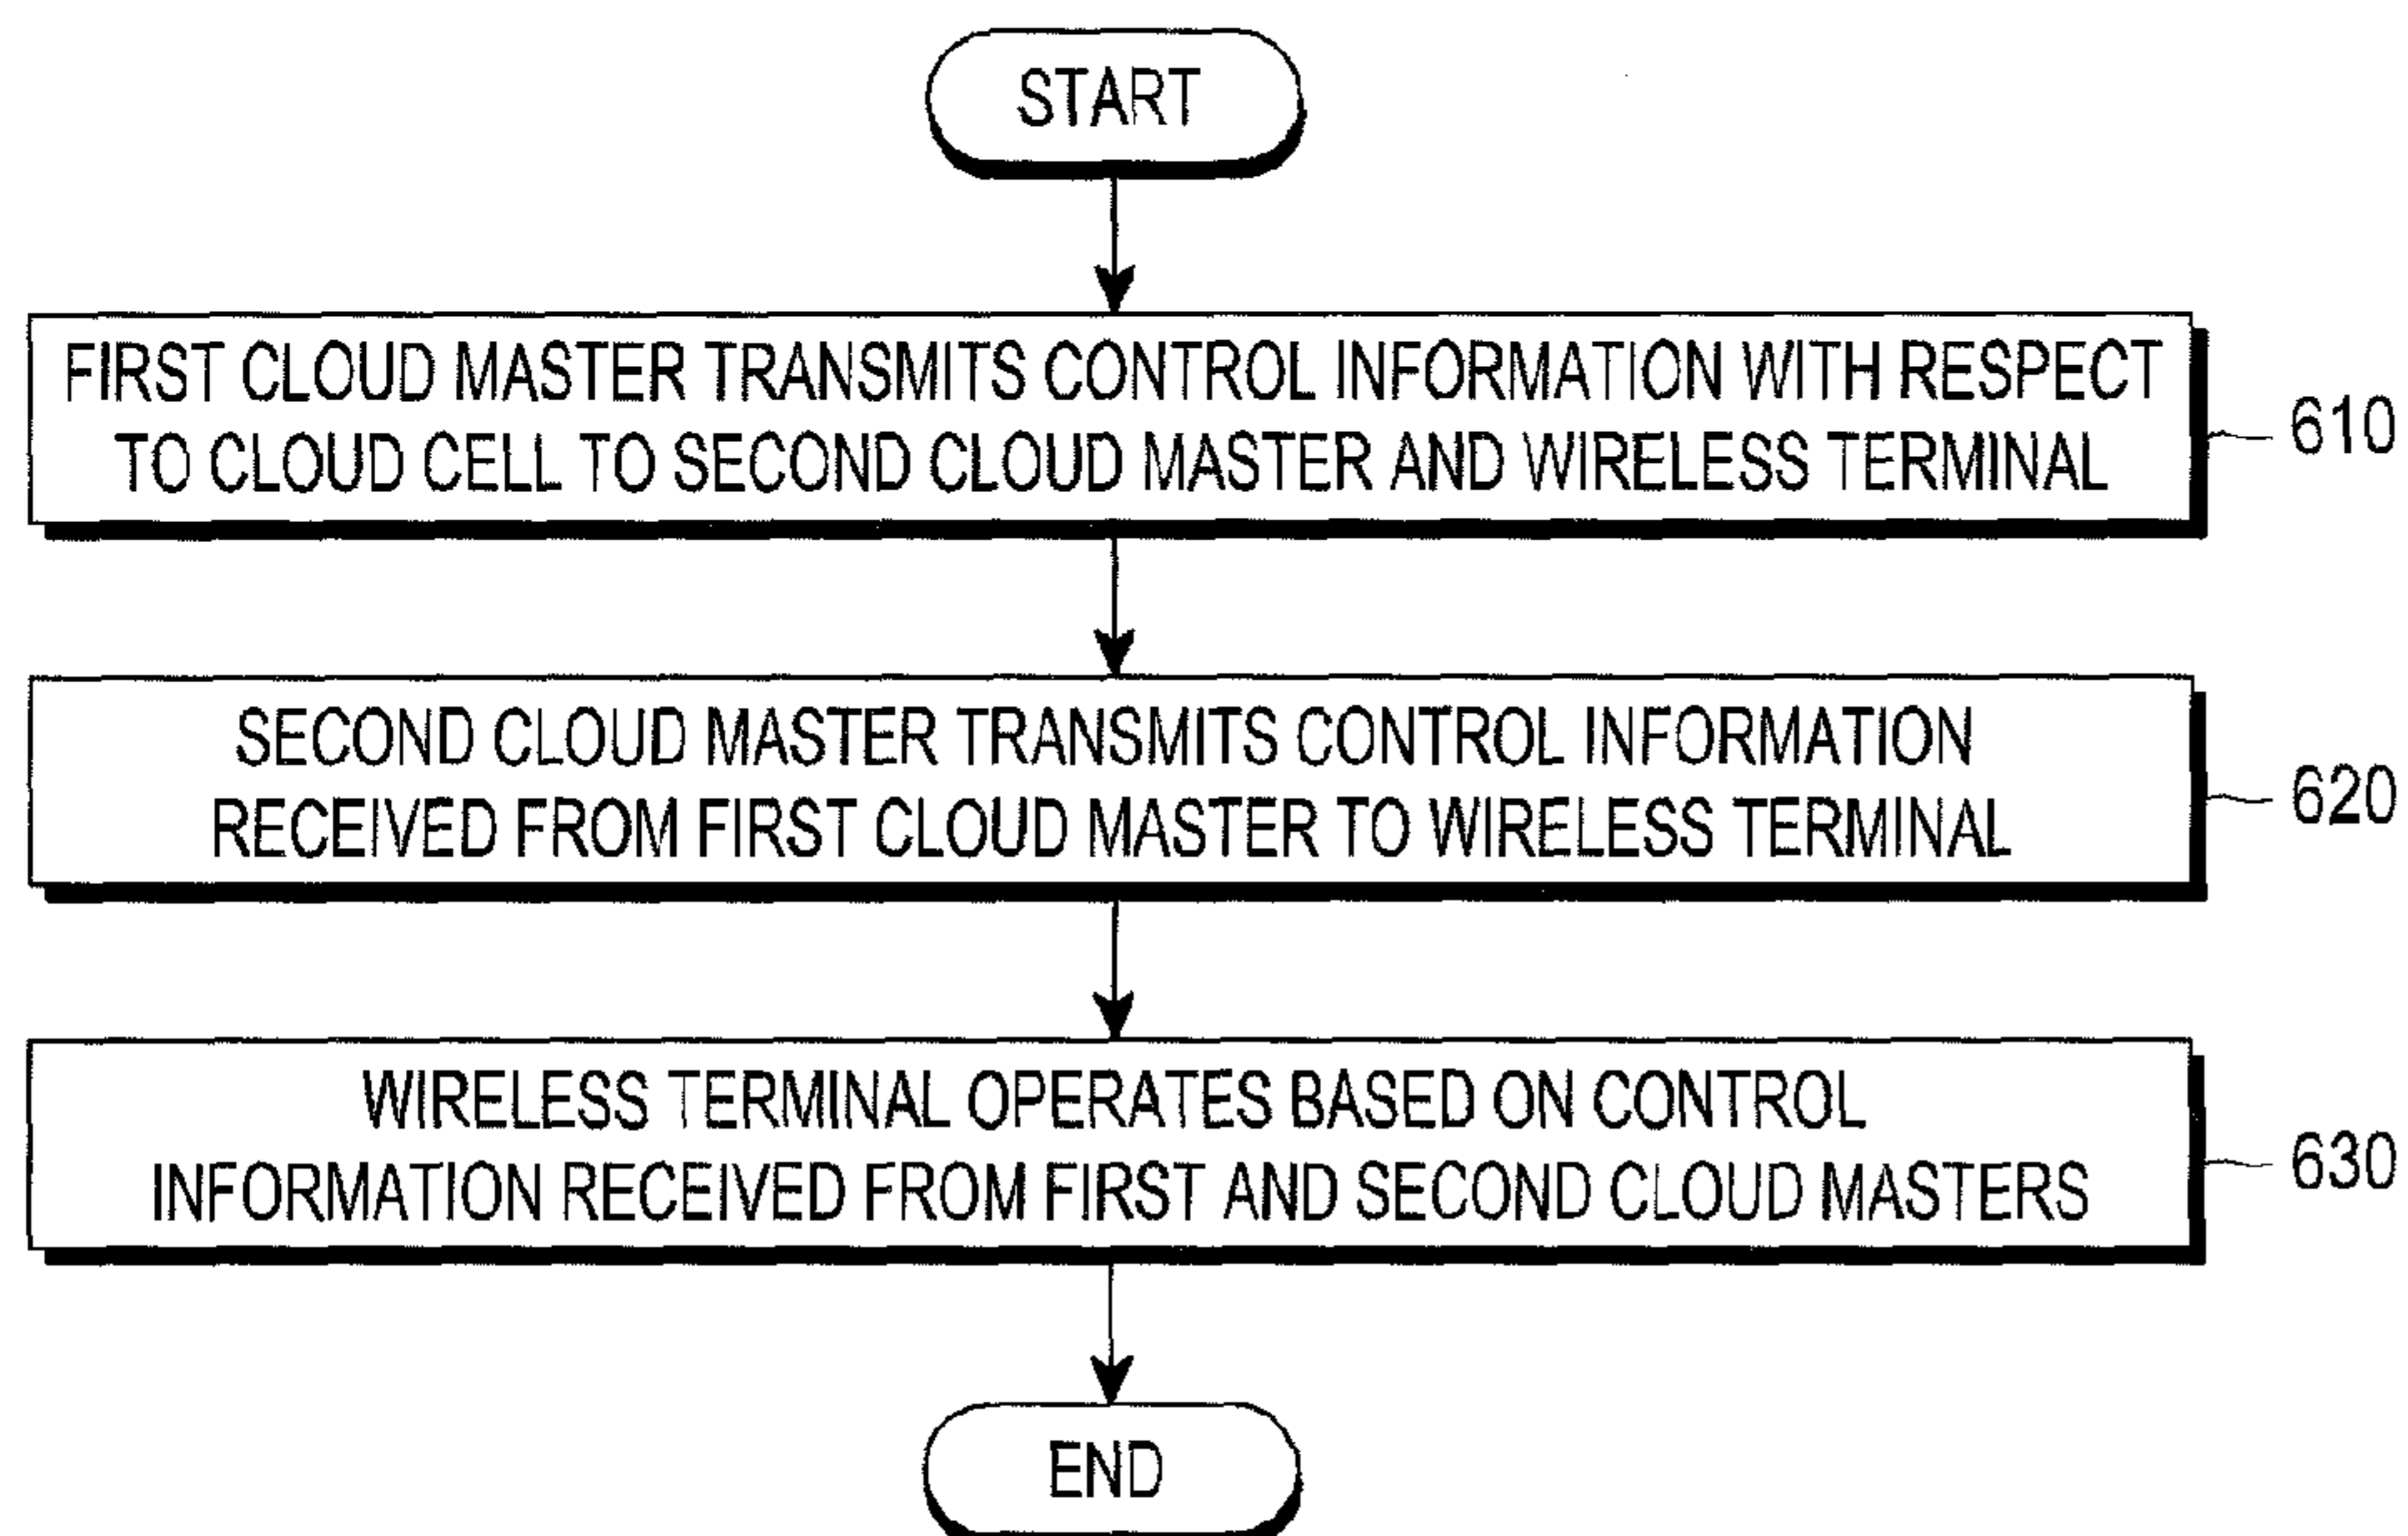 START
FIRST CLOUD MASTER TRANSMITS CONTROL INFORMATION WITH RESPECT
TO CLOUD CELL TO SECOND CLOUD MASTER AND WIRELESS TERMINAL
610
SECOND CLOUD MASTER TRANSMITS CONTROL INFORMATION
RECEIVED FROM FIRST CLOUD MASTER TO WIRELESS TERMINAL
620
WIRELESS TERMINAL OPERATES BASED ON CONTROL
INFORMATION RECEIVED FROM FIRST AND SECOND CLOUD MASTERS
630
END